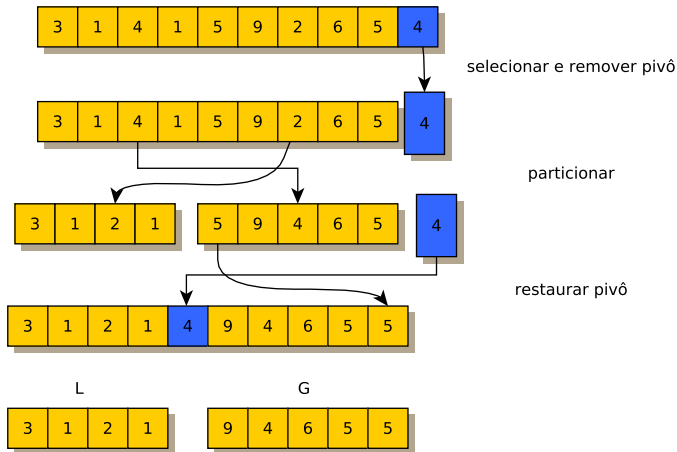 3 1 4 1 5 9 2 6 5 4
selecionar e remover pivô
3 1 4 1 5 9 2 6 5 4
particionar
3 1 2 1 5 9 4 6 5 4
restaurar pivô
3 1 2 1 4 9 4 6 5 5
L G
3 1 2 1 9 4 6 5 5